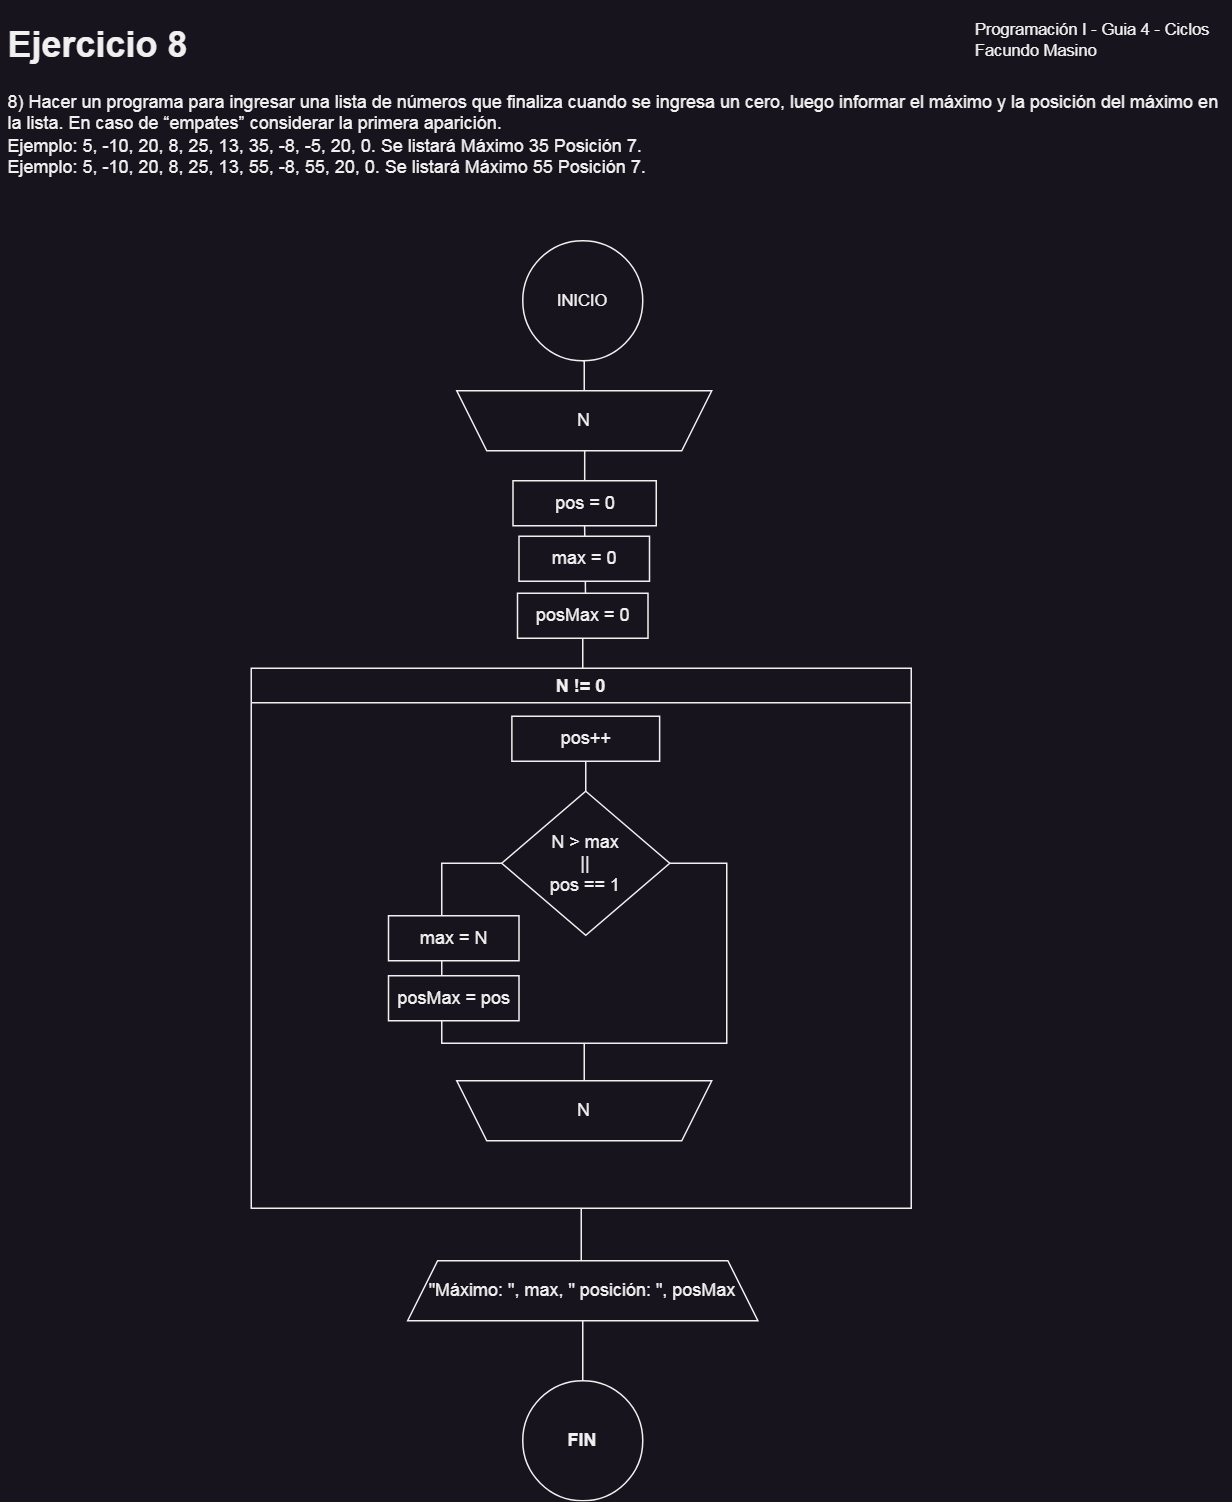 Ejercicio 8
Programación I - Guia 4 - Ciclos
Facundo Masino
8) Hacer un programa para ingresar una lista de números que finaliza cuando se ingresa un cero, luego informar el máximo y la posición del máximo en
la lista. En caso de “empates” considerar la primera aparición.
Ejemplo: 5, -10, 20, 8, 25, 13, 35, -8, -5, 20, 0. Se listará Máximo 35 Posición 7.
Ejemplo: 5, -10, 20, 8, 25, 13, 55, -8, 55, 20, 0. Se listará Máximo 55 Posición 7.
INICIO
N
pos = 0
max = 0
posMax = 0
N != 0
pos++
N > max
||
pos == 1
max = N
posMax = pos
N
"Máximo: ", max, " posición: ", posMax
FIN